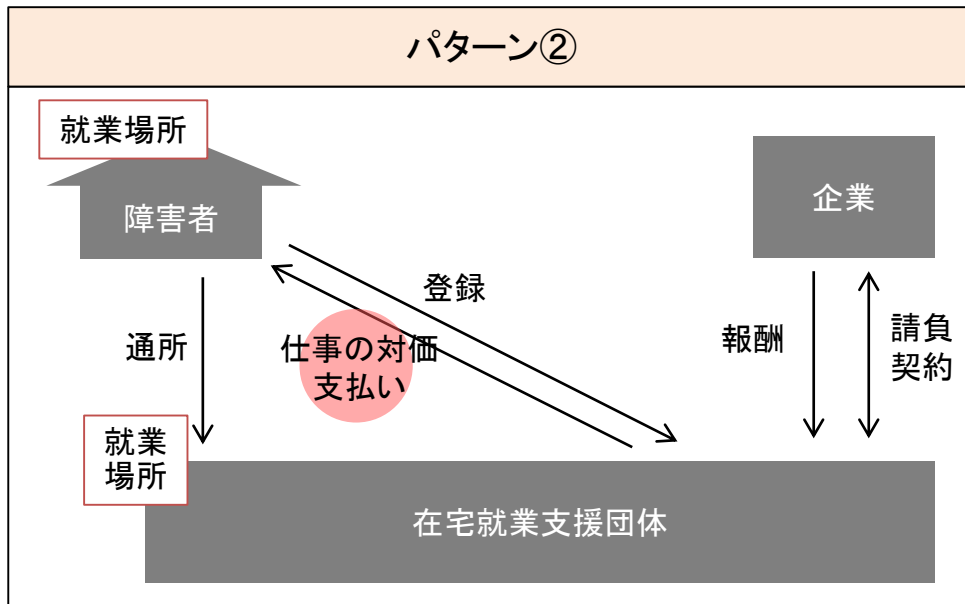 パターン②
就業場所
障害者
企業
登録
通所
仕事の対価
支払い
報酬
請負
契約
就業
場所
在宅就業支援団体